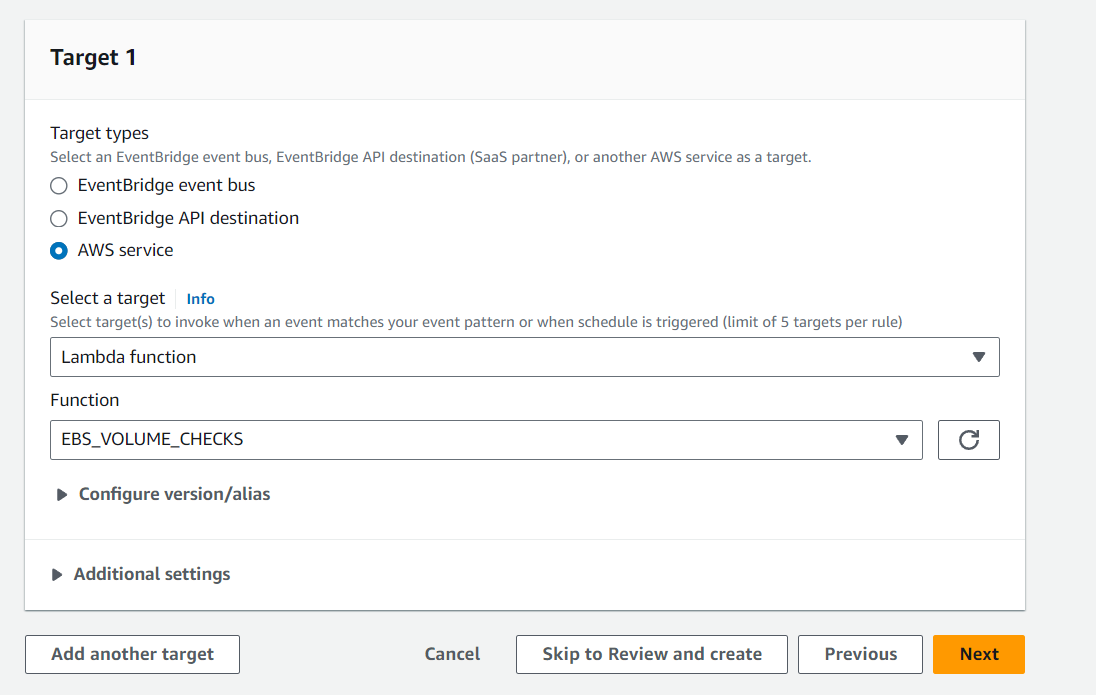 Target 1
Target types
Select an EventBridge event bus, EventBridge API destination (SaaS partner), or another AWS service as a target.
EventBridge event bus
EventBridge API destination
AWS service
Select a target Info
Select target(s) to invoke when an event matches your event pattern or when schedule is triggered (limit of 5 targets per rule)
Lambda function
Function
EBS_VOLUME_CHECKS
Configure version/alias
Additional settings
Add another target Cancel Skip to Review and create Previous Next